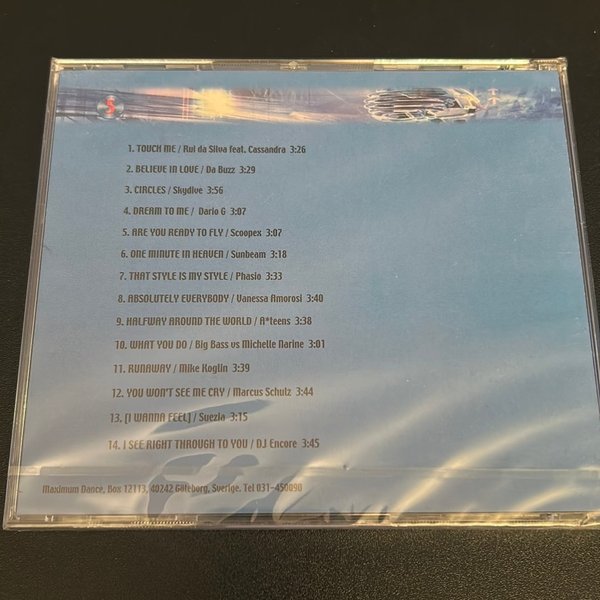 5
1. TOUCH ME / Rui da Silva feat. Cassandra 3:26
2. BELIEVE IN LOVE / Da Buzz 3:29
3. CIRCLES / Skydive 3:56
4. DREAM TO ME / Dario G 3:07
5. ARE YOU READY TO FLY / Scoopex 3:07
6. ONE MINUTE IN HEAVEN / Sunbeam 3:18
7. THAT STYLE IS MY STYLE / Phasio 3:33
8. ABSOLUTELY EVERYBODY / Vanessa Amorosi 3:40
9. HALFWAY AROUND THE WORLD / A*teens 3:38
10. WHAT YOU DO / Big Bass vs Michelle Narine 3:01
11. RUNAWAY / Mike Koglin 3:39
12. YOU WON'T SEE ME CRY / Marcus Schulz 3:44
13. [I WANNA FEEL] / Suezia 3:15
14. I SEE RIGHT THROUGH TO YOU / DJ Encore 3:45
Maximum Dance, Box 12113, 40242 Göteborg, Sverige. Tel 031-450090